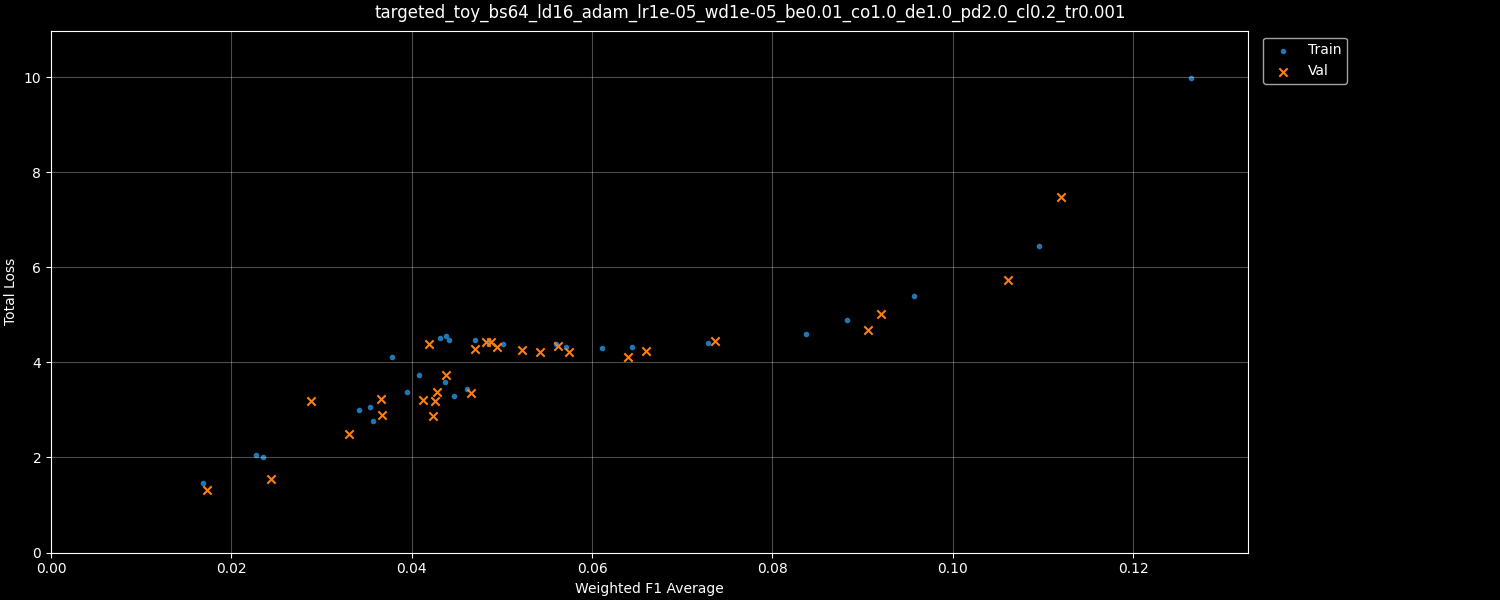 targeted_toy_bs64_ld16_adam_lr1e-05_wd1e-05_be0.01_co1.0_de1.0_pd2.0_cl0.2_tr0.001
Train
Val
10
8
6
4
2
0
Total Loss
0.00 0.02 0.04 0.06 0.08 0.10 0.12
Weighted F1 Average